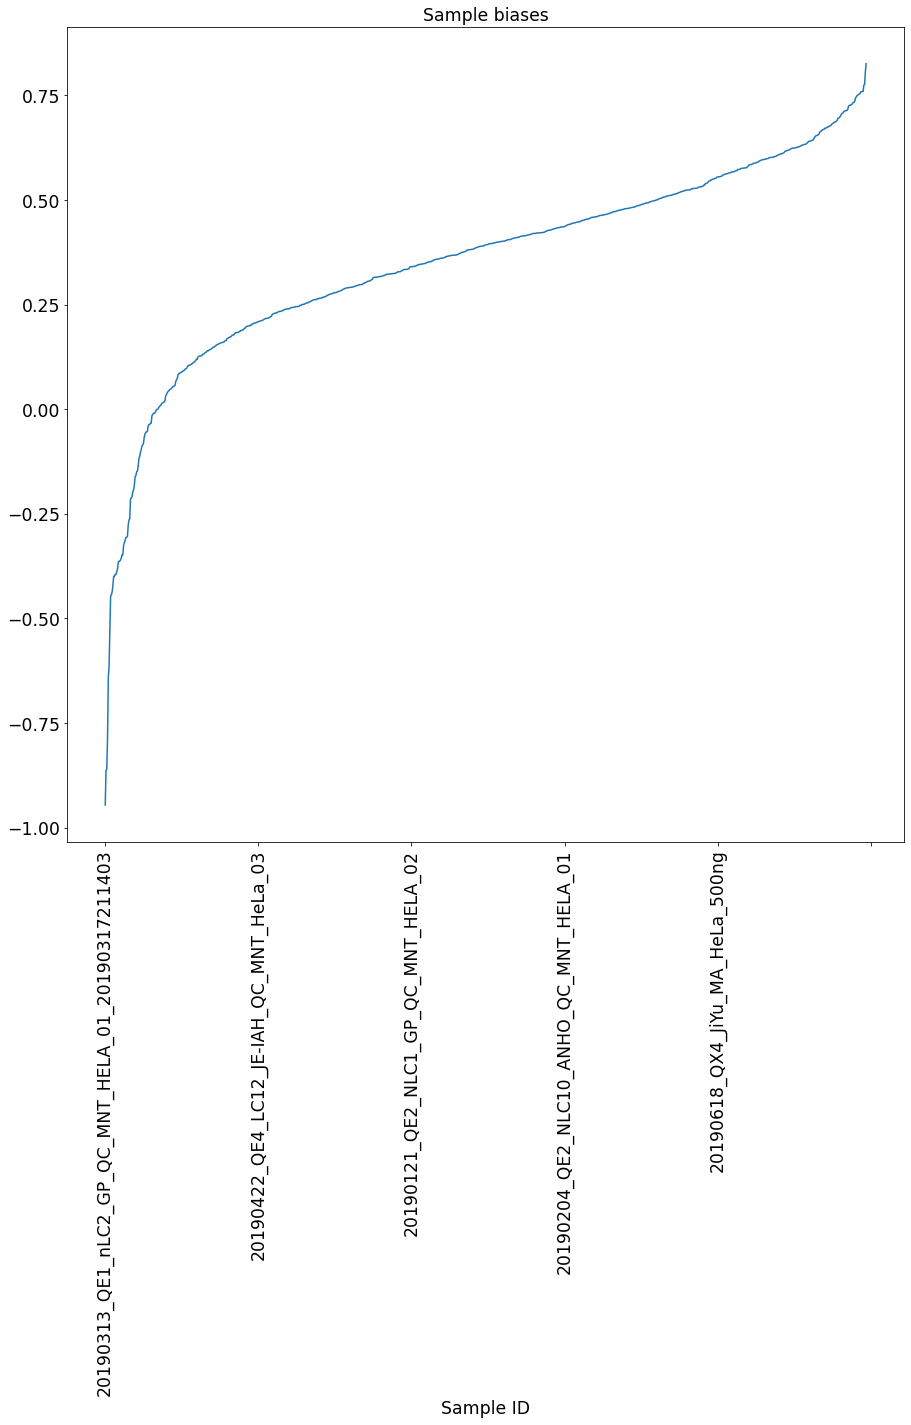 Sample biases
0.75
0.50
0.25
0.00
−0.25
−0.50
−0.75
−1.00
20190313_QE1_nLC2_GP_QC_MNT_HELA_01_20190317211403
20190422_QE4_LC12_JE-IAH_QC_MNT_HeLa_03
20190121_QE2_NLC1_GP_QC_MNT_HELA_02
20190204_QE2_NLC10_ANHO_QC_MNT_HELA_01
20190618_QX4_JiYu_MA_HeLa_500ng
Sample ID